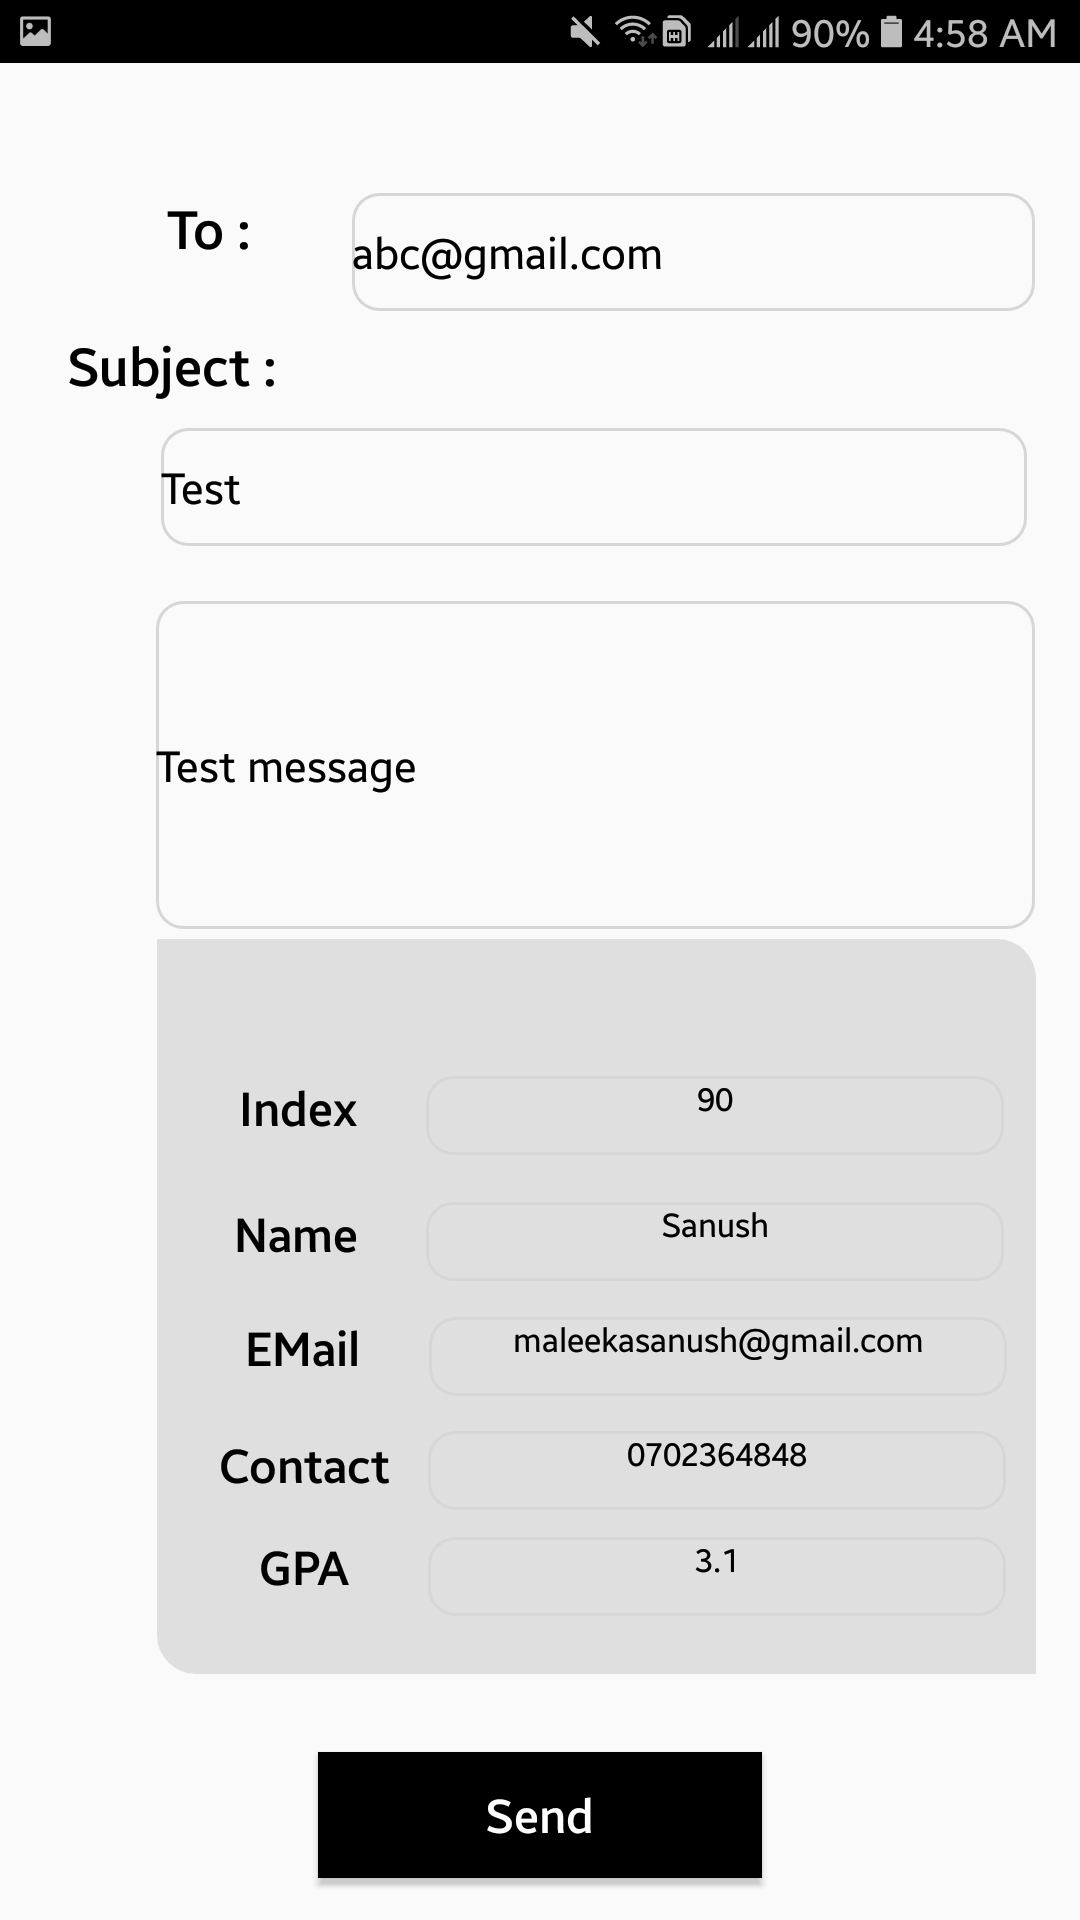 90% 4:58 AM
To :
abc@gmail.com
Subject :
Test
Test message
Index 90
Name Sanush
EMail maleekasanush@gmail.com
Contact 0702364848
GPA 3.1
Send